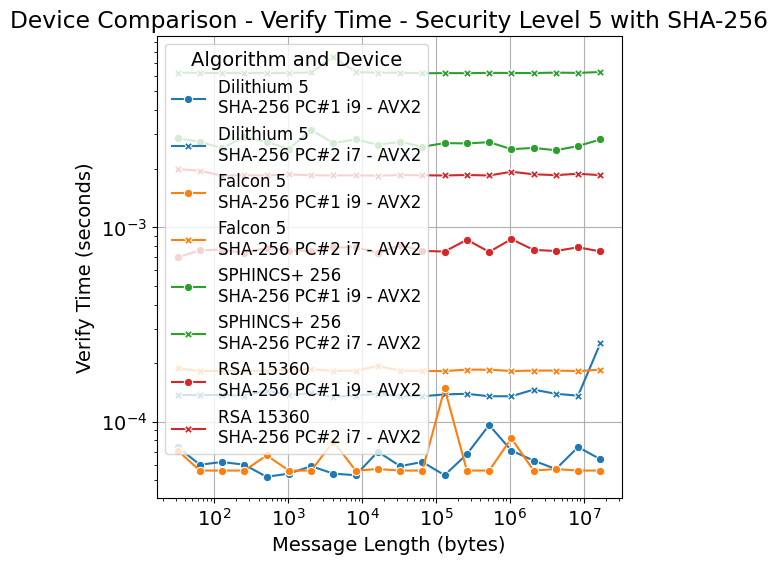 Device Comparison - Verify Time - Security Level 5 with SHA-256
Algorithm and Device
Dilithium 5
SHA-256 PC#1 i9 - AVX2
Dilithium 5
SHA-256 PC#2 i7 - AVX2
Falcon 5
SHA-256 PC#1 i9 - AVX2
Falcon 5
SHA-256 PC#2 i7 - AVX2
SPHINCS+ 256
SHA-256 PC#1 i9 - AVX2
SPHINCS+ 256
SHA-256 PC#2 i7 - AVX2
RSA 15360
SHA-256 PC#1 i9 - AVX2
RSA 15360
SHA-256 PC#2 i7 - AVX2
Verify Time (seconds)
10⁻³
10⁻⁴
10² 10³ 10⁴ 10⁵ 10⁶ 10⁷
Message Length (bytes)